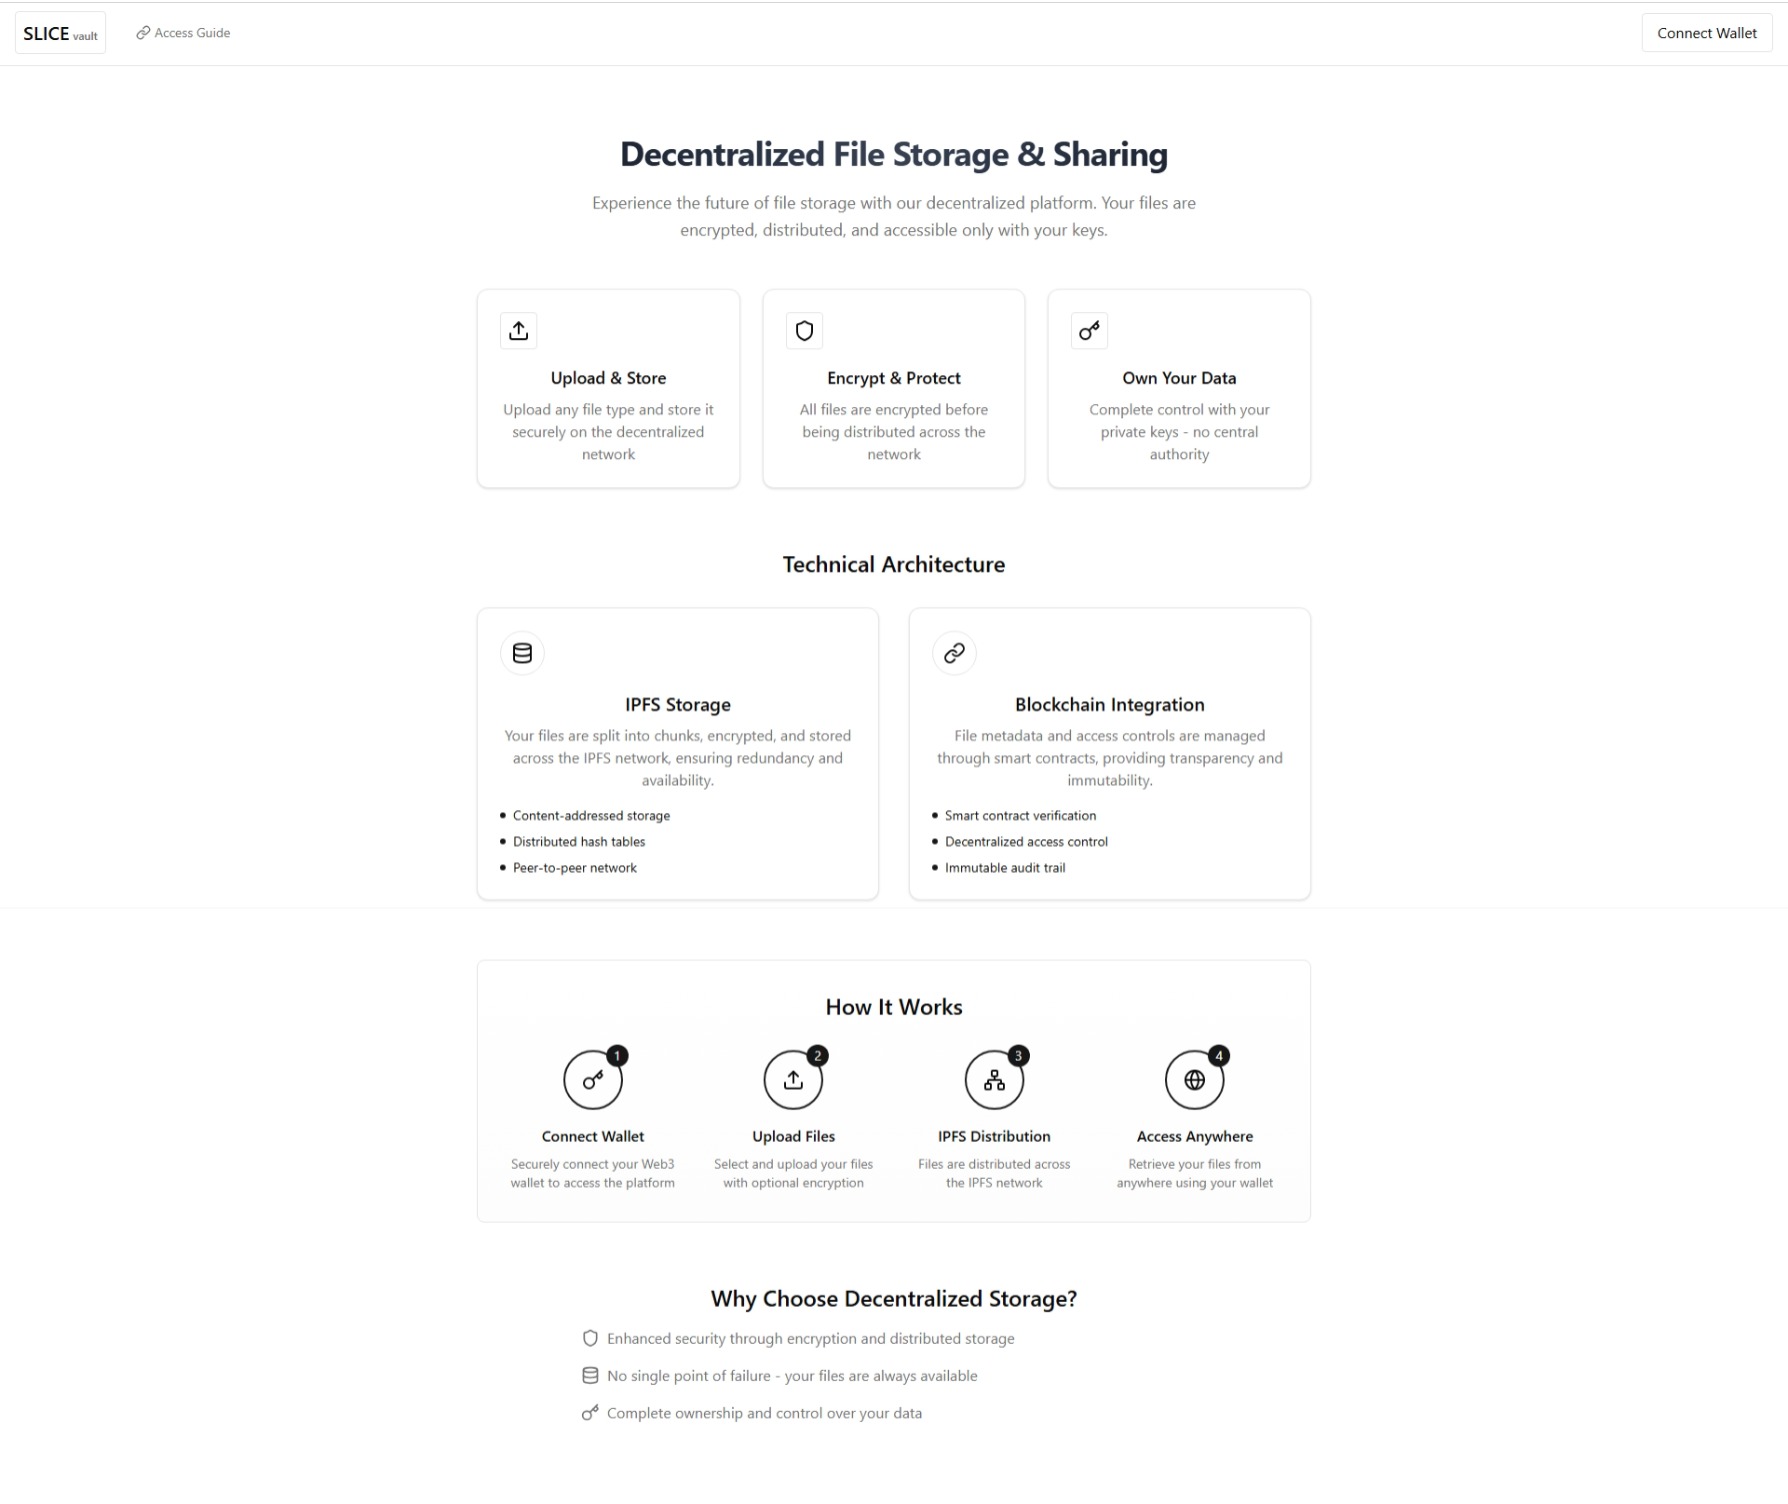 SLICE vault
Access Guide
Connect Wallet
Decentralized File Storage & Sharing
Experience the future of file storage with our decentralized platform. Your files are
encrypted, distributed, and accessible only with your keys.
Upload & Store
Upload any file type and store it
securely on the decentralized
network
Encrypt & Protect
All files are encrypted before
being distributed across the
network
Own Your Data
Complete control with your
private keys - no central
authority
Technical Architecture
IPFS Storage
Your files are split into chunks, encrypted, and stored
across the IPFS network, ensuring redundancy and
availability.
• Content-addressed storage
• Distributed hash tables
• Peer-to-peer network
Blockchain Integration
File metadata and access controls are managed
through smart contracts, providing transparency and
immutability.
• Smart contract verification
• Decentralized access control
• Immutable audit trail
How It Works
1
Connect Wallet
Securely connect your Web3
wallet to access the platform
2
Upload Files
Select and upload your files
with optional encryption
3
IPFS Distribution
Files are distributed across
the IPFS network
4
Access Anywhere
Retrieve your files from
anywhere using your wallet
Why Choose Decentralized Storage?
Enhanced security through encryption and distributed storage
No single point of failure - your files are always available
Complete ownership and control over your data